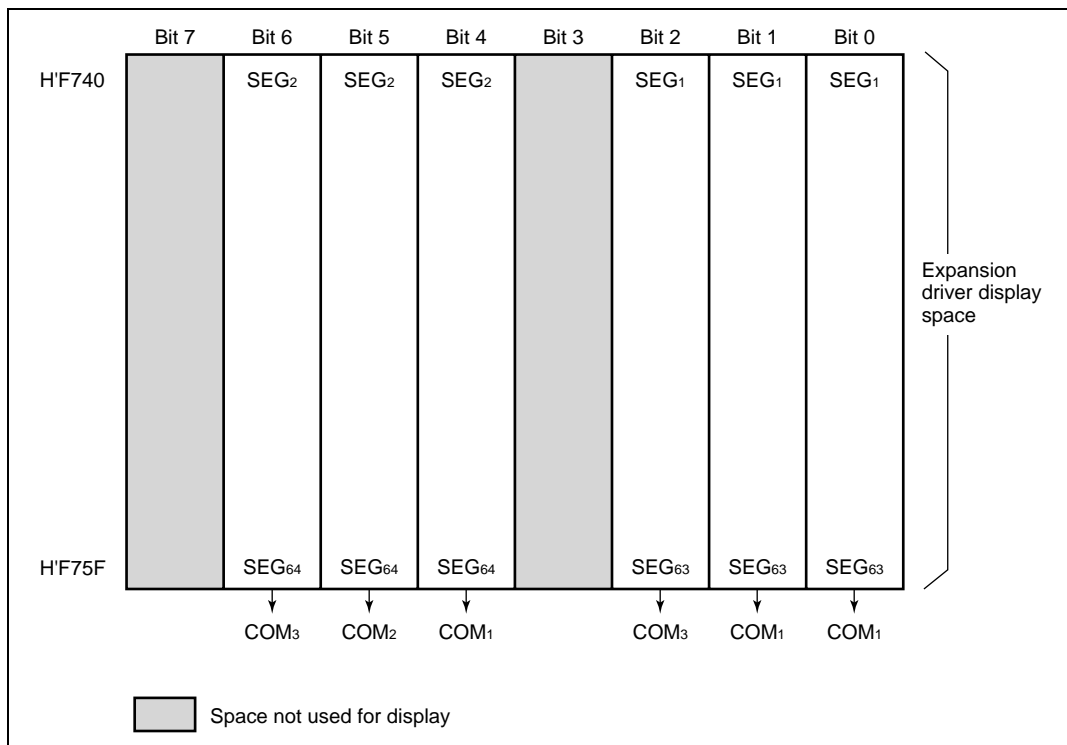 Bit 7 Bit 6 Bit 5 Bit 4 Bit 3 Bit 2 Bit 1 Bit 0
H'F740 SEG2 SEG2 SEG2 SEG1 SEG1 SEG1
Expansion
driver display
space
H'F75F SEG64 SEG64 SEG64 SEG63 SEG63 SEG63
COM3 COM2 COM1 COM3 COM1 COM1
Space not used for display